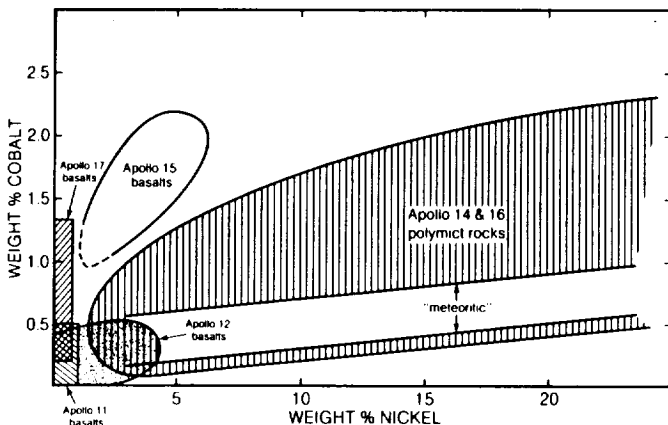 2.5
2.0
1.5
1.0
0.5
WEIGHT % COBALT
Apollo 17
basalts
Apollo 15
basalts
Apollo 14 & 16
polymict rocks
"meteoritic"
Apollo 12
basalts
Apollo 11
basalts
5
10
15
20
WEIGHT % NICKEL